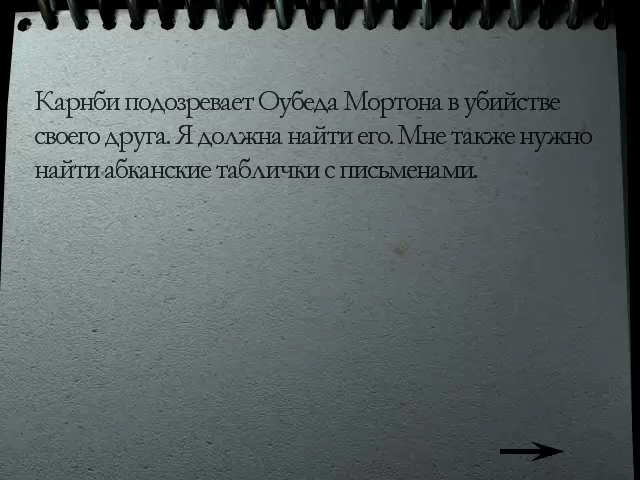 Карнби подозревает Оубеда Мортона в убийстве
своего друга. Я должна найти его. Мне также нужно
найти абканские таблички с письменами.